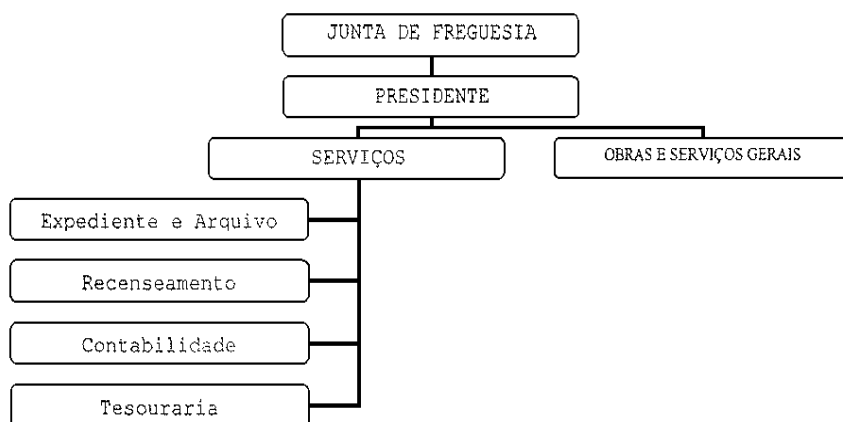 JUNTA DE FREGUESIA
PRESIDENTE
SERVIÇOS
OBRAS E SERVIÇOS GERAIS
Expediente e Arquivo
Recenseamento
Contabilidade
Tesouraria